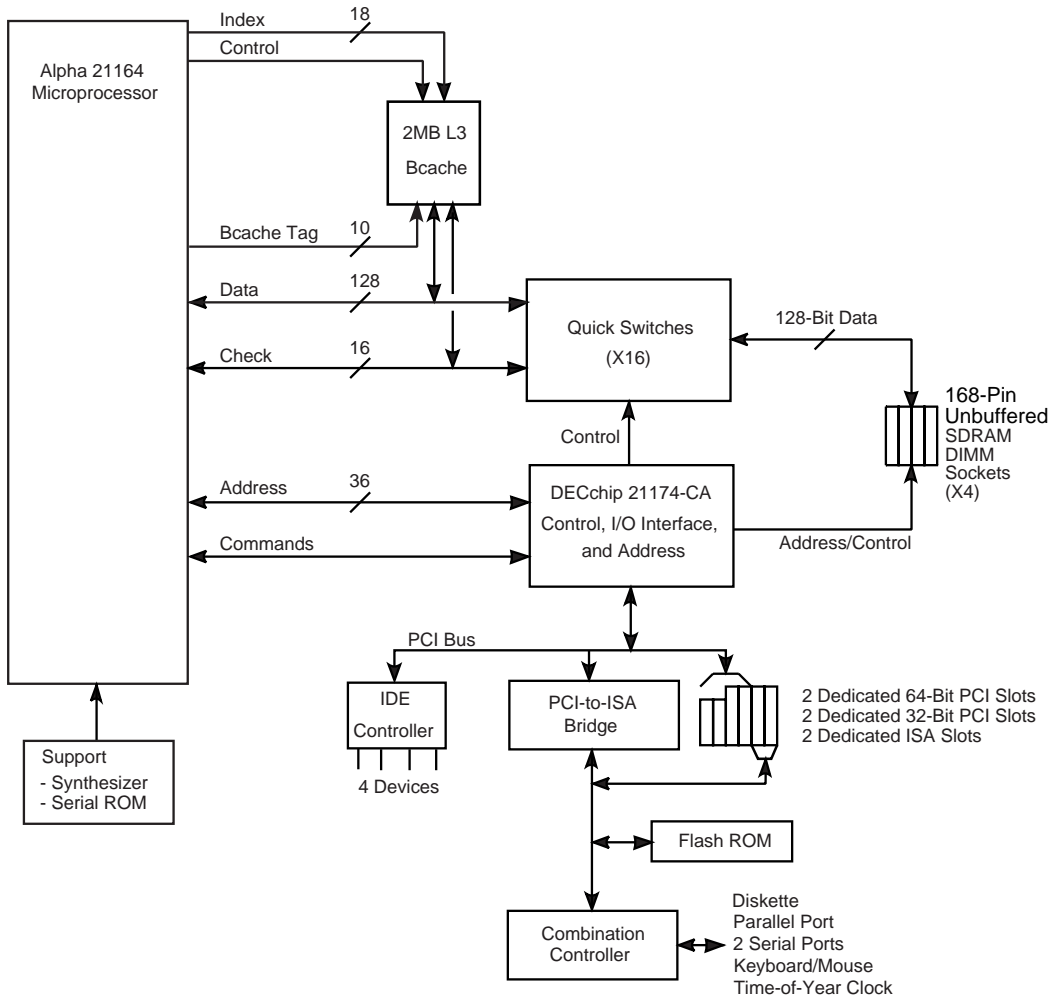 Index
18
Control
Alpha 21164
Microprocessor
2MB L3
Bcache
Bcache Tag
10
Data
128
Check
16
Quick Switches
(X16)
128-Bit Data
168-Pin
Unbuffered
SDRAM
DIMM
Sockets
(X4)
Control
Address
36
Commands
DECchip 21174-CA
Control, I/O Interface,
and Address
Address/Control
PCI Bus
IDE
Controller
4 Devices
PCI-to-ISA
Bridge
2 Dedicated 64-Bit PCI Slots
2 Dedicated 32-Bit PCI Slots
2 Dedicated ISA Slots
Support
- Synthesizer
- Serial ROM
Flash ROM
Combination
Controller
Diskette
Parallel Port
2 Serial Ports
Keyboard/Mouse
Time-of-Year Clock